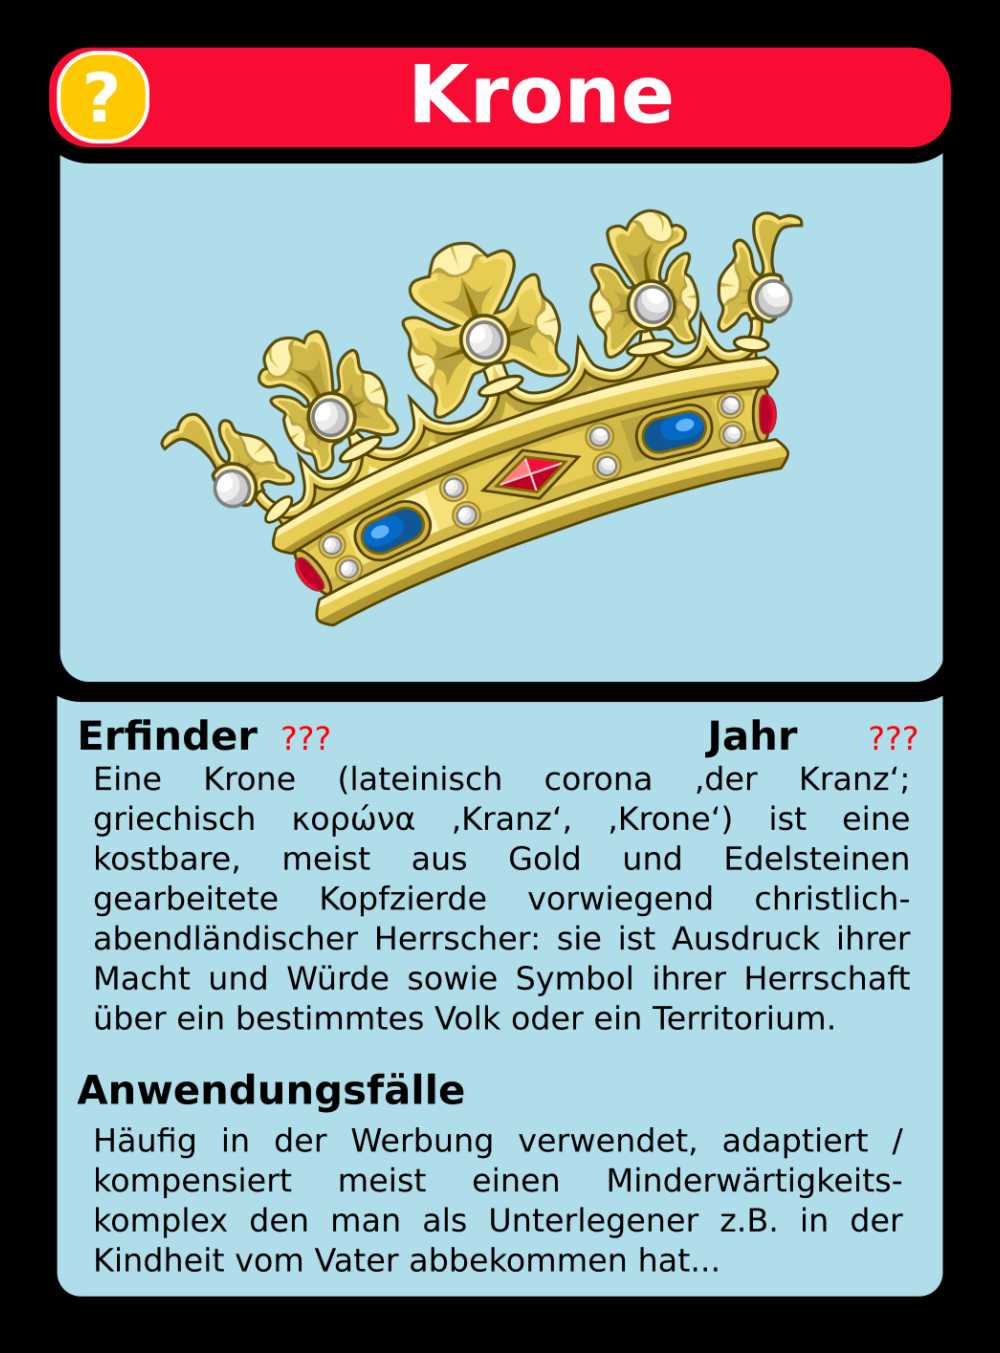 ?
Krone
Erfinder ???
Jahr ???
Eine Krone (lateinisch corona ‚der Kranz‘;
griechisch κορώνα ‚Kranz‘, ‚Krone‘) ist eine
kostbare, meist aus Gold und Edelsteinen
gearbeitete Kopfzierde vorwiegend christlich-
abendländischer Herrscher: sie ist Ausdruck ihrer
Macht und Würde sowie Symbol ihrer Herrschaft
über ein bestimmtes Volk oder ein Territorium.
Anwendungsfälle
Häufig in der Werbung verwendet, adaptiert /
kompensiert meist einen Minderwärtigkeits-
komplex den man als Unterlegener z.B. in der
Kindheit vom Vater abbekommen hat...